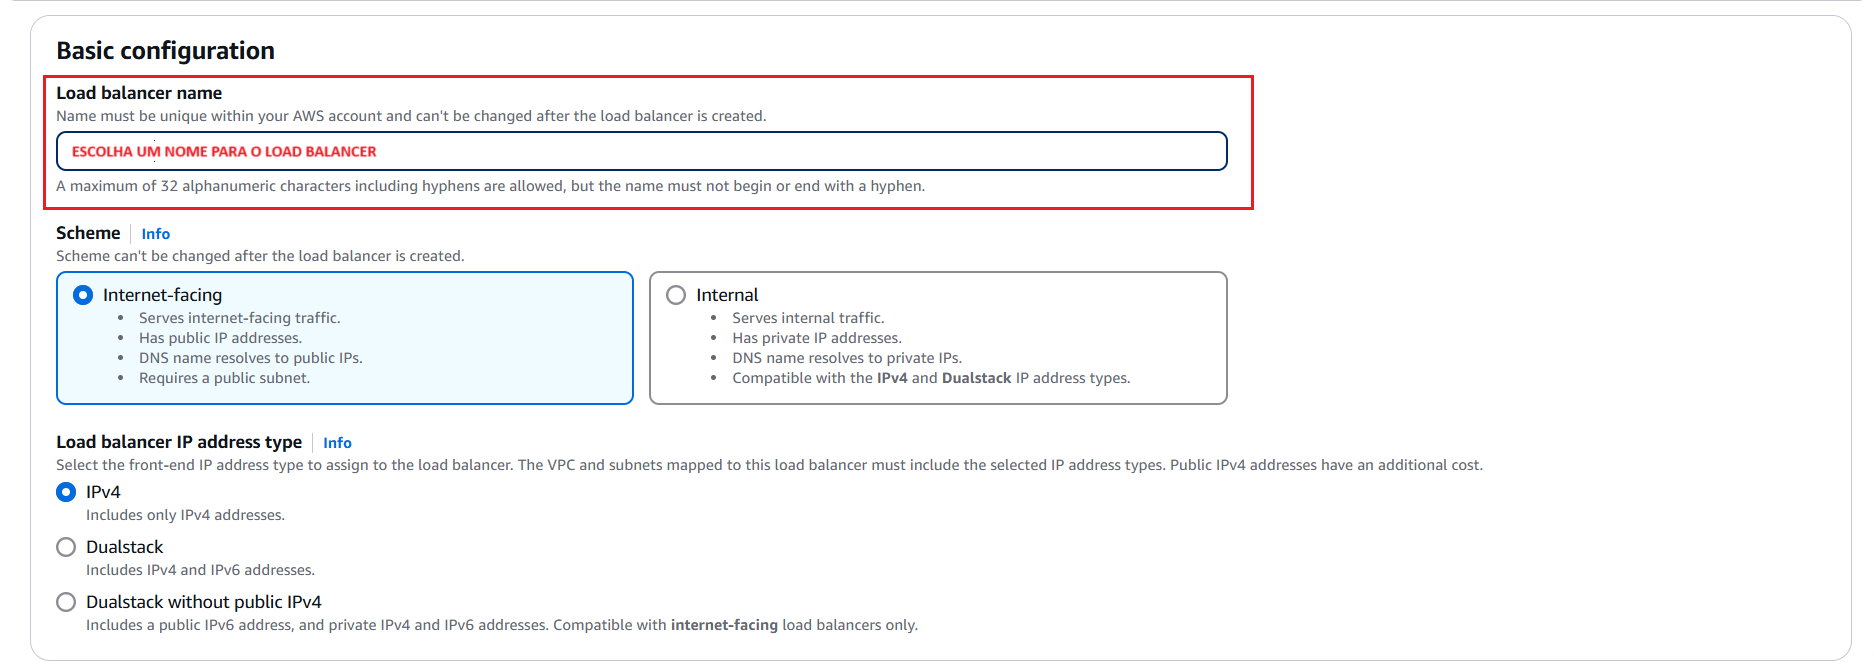 Basic configuration
Load balancer name
Name must be unique within your AWS account and can't be changed after the load balancer is created.
ESCOLHA UM NOME PARA O LOAD BALANCER
A maximum of 32 alphanumeric characters including hyphens are allowed, but the name must not begin or end with a hyphen.
Scheme Info
Scheme can't be changed after the load balancer is created.
Internet-facing
• Serves internet-facing traffic.
• Has public IP addresses.
• DNS name resolves to public IPs.
• Requires a public subnet.
Internal
• Serves internal traffic.
• Has private IP addresses.
• DNS name resolves to private IPs.
• Compatible with the IPv4 and Dualstack IP address types.
Load balancer IP address type Info
Select the front-end IP address type to assign to the load balancer. The VPC and subnets mapped to this load balancer must include the selected IP address types. Public IPv4 addresses have an additional cost.
IPv4
Includes only IPv4 addresses.
Dualstack
Includes IPv4 and IPv6 addresses.
Dualstack without public IPv4
Includes a public IPv6 address, and private IPv4 and IPv6 addresses. Compatible with internet-facing load balancers only.